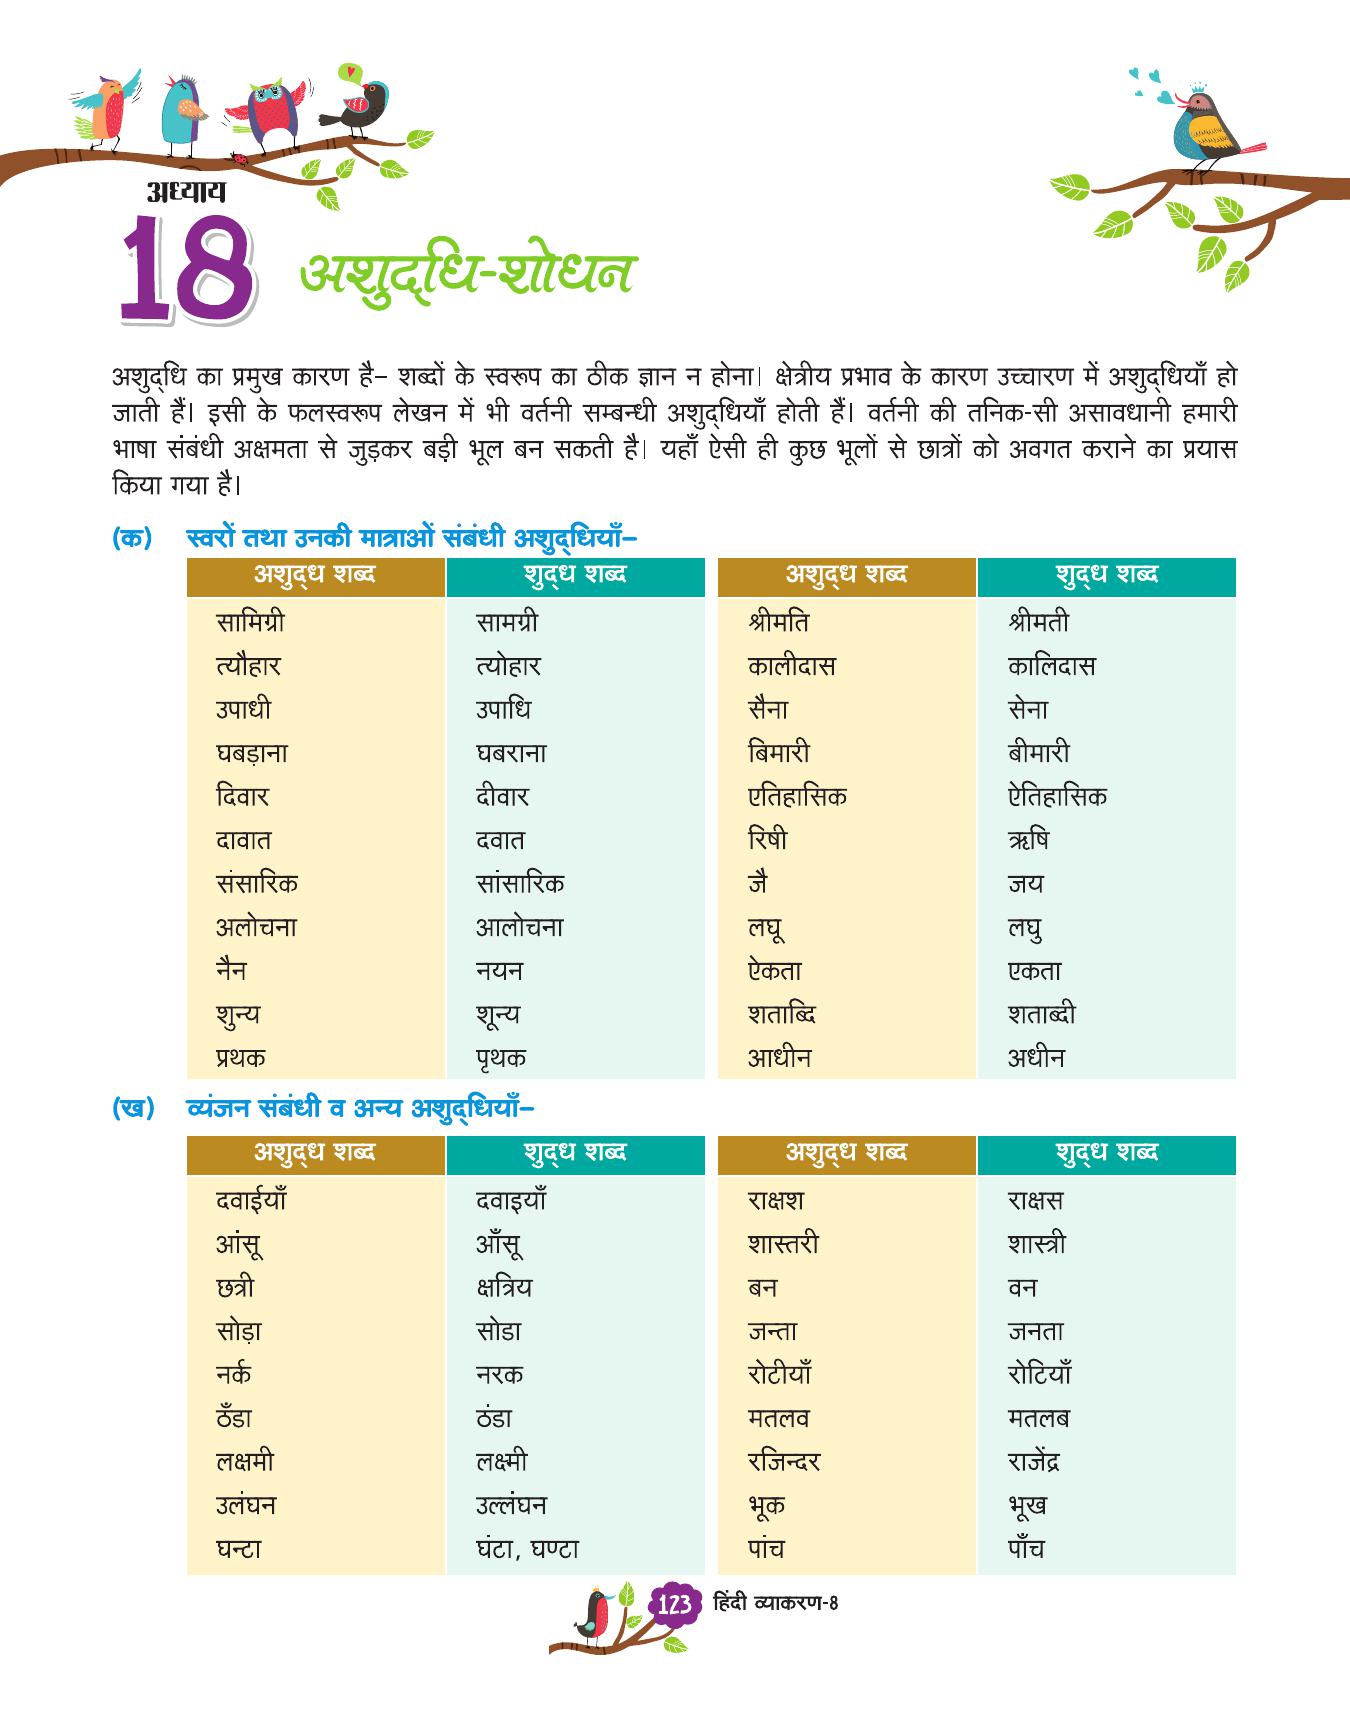 अध्याय
18
अशुद्धि-शोधन
अशुद्धि का प्रमुख कारण है– शब्दों के स्वरूप का ठीक ज्ञान न होना। क्षेत्रीय प्रभाव के कारण उच्चारण में अशुद्धियाँ हो
जाती हैं। इसी के फलस्वरूप लेखन में भी वर्तनी सम्बन्धी अशुद्धियाँ होती हैं। वर्तनी की तनिक-सी असावधानी हमारी
भाषा संबंधी अक्षमता से जुड़कर बड़ी भूल बन सकती है। यहाँ ऐसी ही कुछ भूलों से छात्रों को अवगत कराने का प्रयास
किया गया है।
(क) स्वरों तथा उनकी मात्राओं संबंधी अशुद्धियाँ–
अशुद्ध शब्द शुद्ध शब्द अशुद्ध शब्द शुद्ध शब्द
सामिग्री सामग्री श्रीमति श्रीमती
त्यौहार त्योहार कालीदास कालिदास
उपाधी उपाधि सैना सेना
घबड़ाना घबराना बिमारी बीमारी
दिवार दीवार एतिहासिक ऐतिहासिक
दावात दवात रिषी ऋषि
संसारिक सांसारिक जै जय
अलोचना आलोचना लघू लघु
नैन नयन ऐकता एकता
शुन्य शून्य शताब्दि शताब्दी
प्रथक पृथक आधीन अधीन
(ख) व्यंजन संबंधी व अन्य अशुद्धियाँ–
अशुद्ध शब्द शुद्ध शब्द अशुद्ध शब्द शुद्ध शब्द
दवाईयाँ दवाइयाँ राक्षश राक्षस
आंसू आँसू शास्तरी शास्त्री
छत्री क्षत्रिय बन वन
सोड़ा सोडा जन्ता जनता
नर्क नरक रोटीयाँ रोटियाँ
ठँडा ठंडा मतलव मतलब
लक्षमी लक्ष्मी रजिन्दर राजेंद्र
उलंघन उल्लंघन भूक भूख
घन्टा घंटा, घण्टा पांच पाँच
123 हिंदी व्याकरण-8